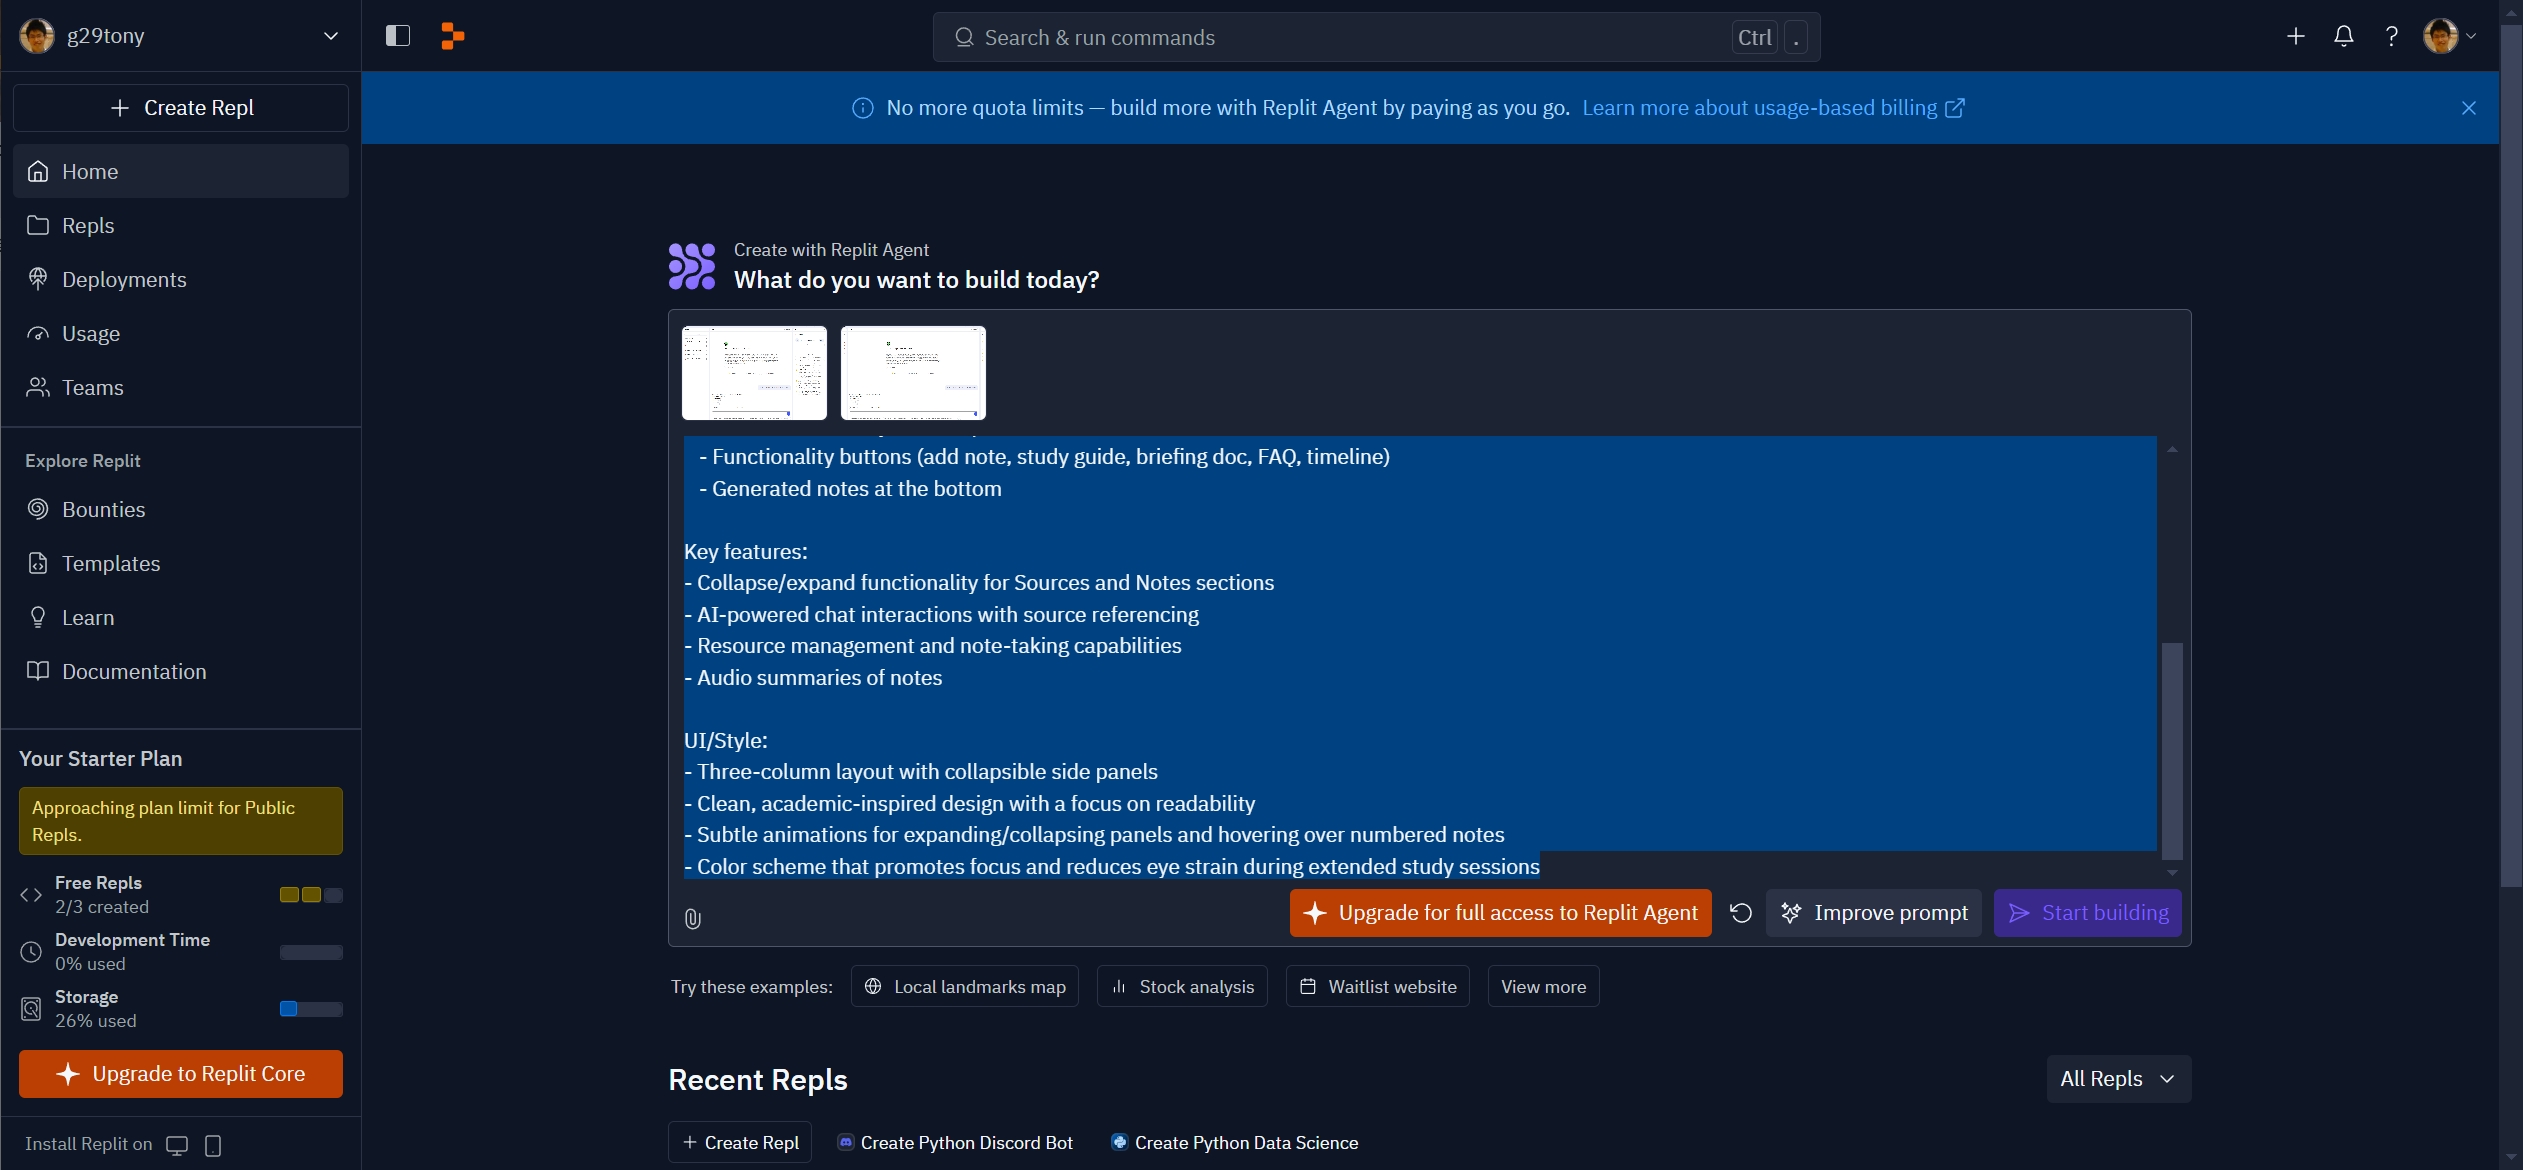 g29tony
Search & run commands
Ctrl .
Create Repl
No more quota limits — build more with Replit Agent by paying as you go. Learn more about usage-based billing
Home
Repls
Deployments
Usage
Teams
Explore Replit
Bounties
Templates
Learn
Documentation
Your Starter Plan
Approaching plan limit for Public
Repls.
Free Repls
2/3 created
Development Time
0% used
Storage
26% used
Upgrade to Replit Core
Install Replit on
Create with Replit Agent
What do you want to build today?
- Functionality buttons (add note, study guide, briefing doc, FAQ, timeline)
- Generated notes at the bottom
Key features:
- Collapse/expand functionality for Sources and Notes sections
- AI-powered chat interactions with source referencing
- Resource management and note-taking capabilities
- Audio summaries of notes
UI/Style:
- Three-column layout with collapsible side panels
- Clean, academic-inspired design with a focus on readability
- Subtle animations for expanding/collapsing panels and hovering over numbered notes
- Color scheme that promotes focus and reduces eye strain during extended study sessions
Upgrade for full access to Replit Agent
Improve prompt
Start building
Try these examples:
Local landmarks map
Stock analysis
Waitlist website
View more
Recent Repls
All Repls
Create Repl
Create Python Discord Bot
Create Python Data Science